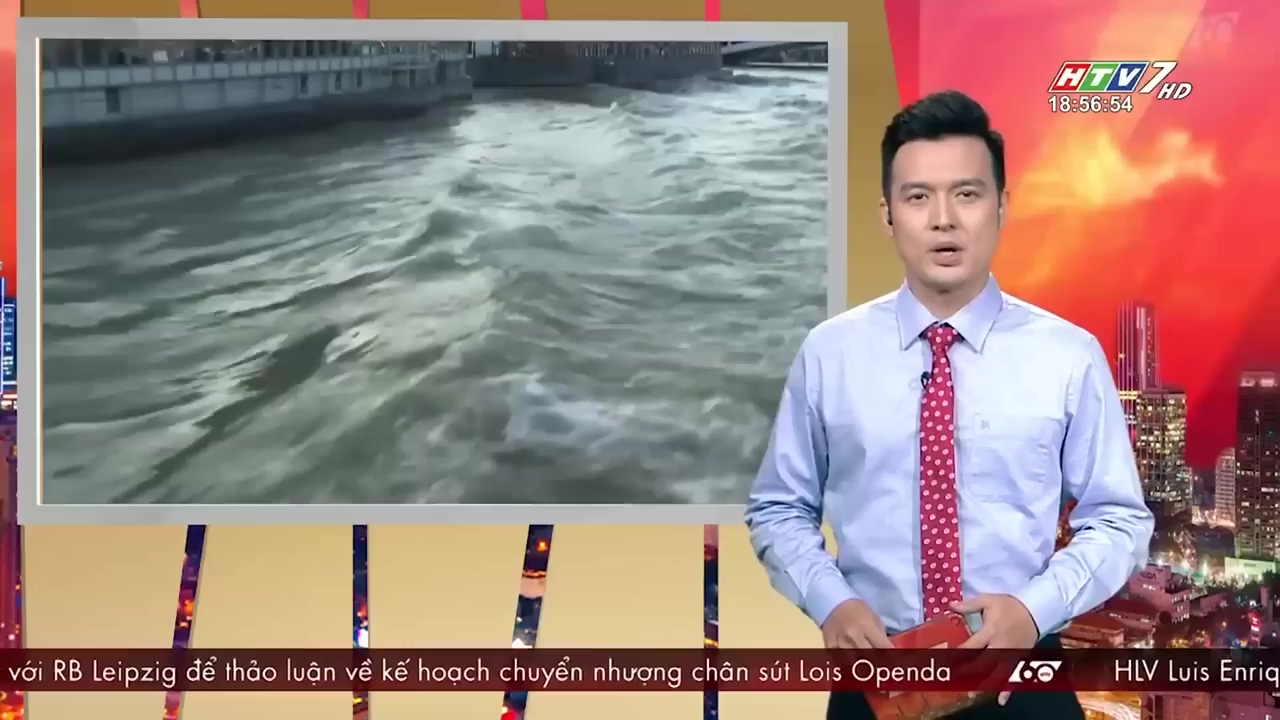 HTV7 HD
18:56:54
với RB Leipzig để thảo luận về kế hoạch chuyển nhượng chân sút Lois Openda 60 HLV Luis Enriq